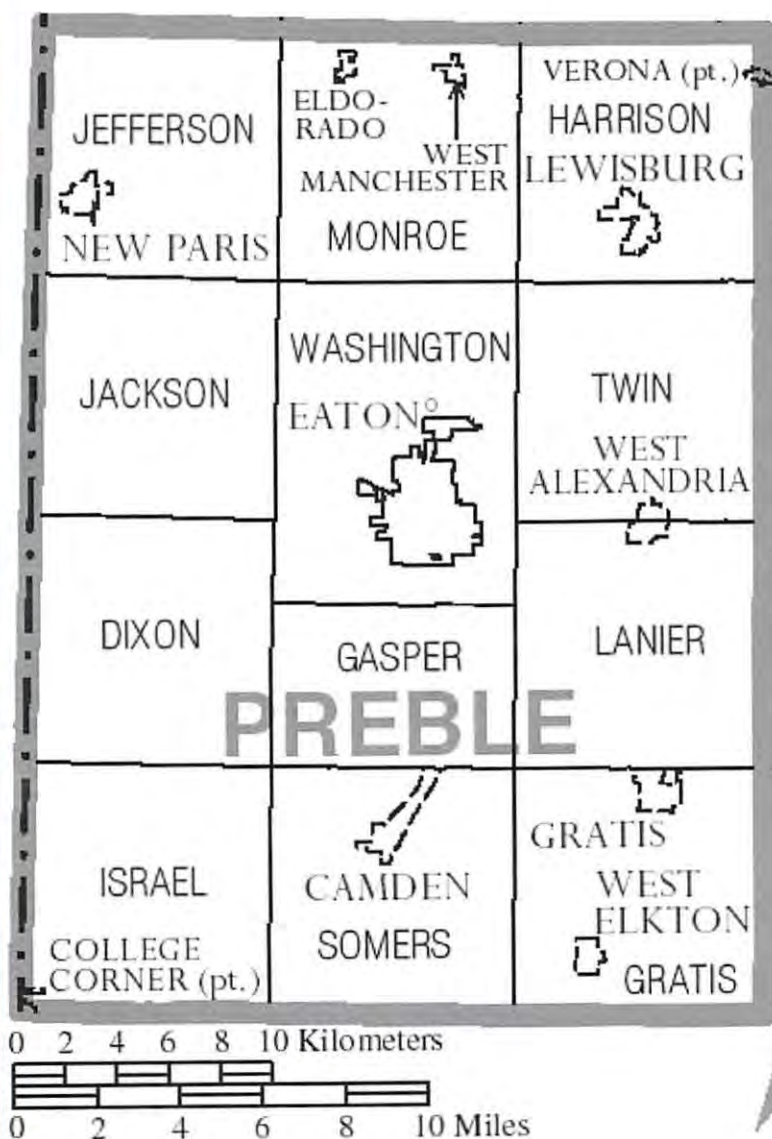 VERONA (pt.)
ELDO-
RADO
JEFFERSON
HARRISON
WEST
MANCHESTER
LEWISBURG
NEW PARIS
MONROE
WASHINGTON
JACKSON
EATON°
TWIN
WEST
ALEXANDRIA
DIXON
GASPER
LANIER
PREBLE
GRATIS
ISRAEL
CAMDEN
WEST
ELKTON
SOMERS
COLLEGE
CORNER (pt.)
GRATIS
0 2 4 6 8 10 Kilometers
0 2 4 6 8 10 Miles